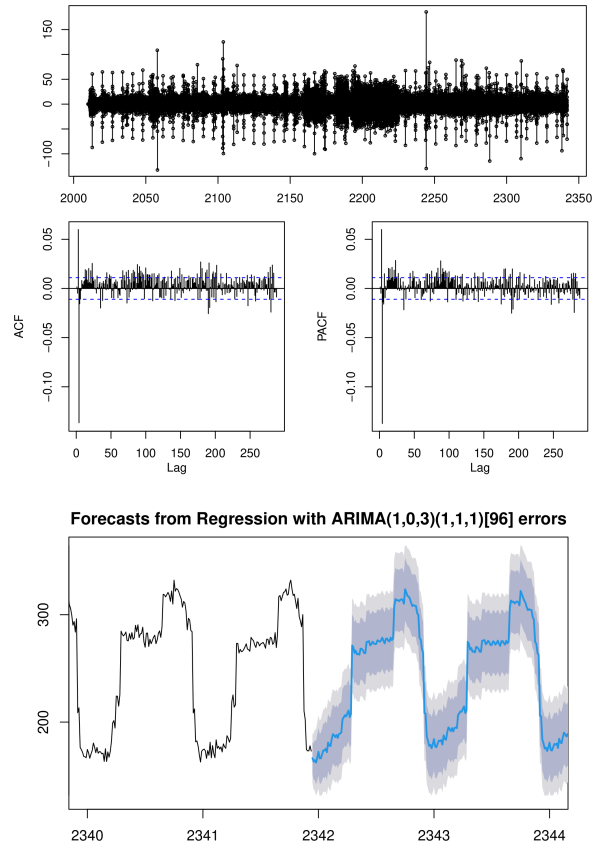 150
50
0
−100
2000 2050 2100 2150 2200 2250 2300 2350
0.05
0.00
−0.05
−0.10
ACF
0 50 100 150 200 250
Lag
0.05
0.00
−0.05
−0.10
PACF
0 50 100 150 200 250
Lag
Forecasts from Regression with ARIMA(1,0,3)(1,1,1)[96] errors
300
200
2340 2341 2342 2343 2344